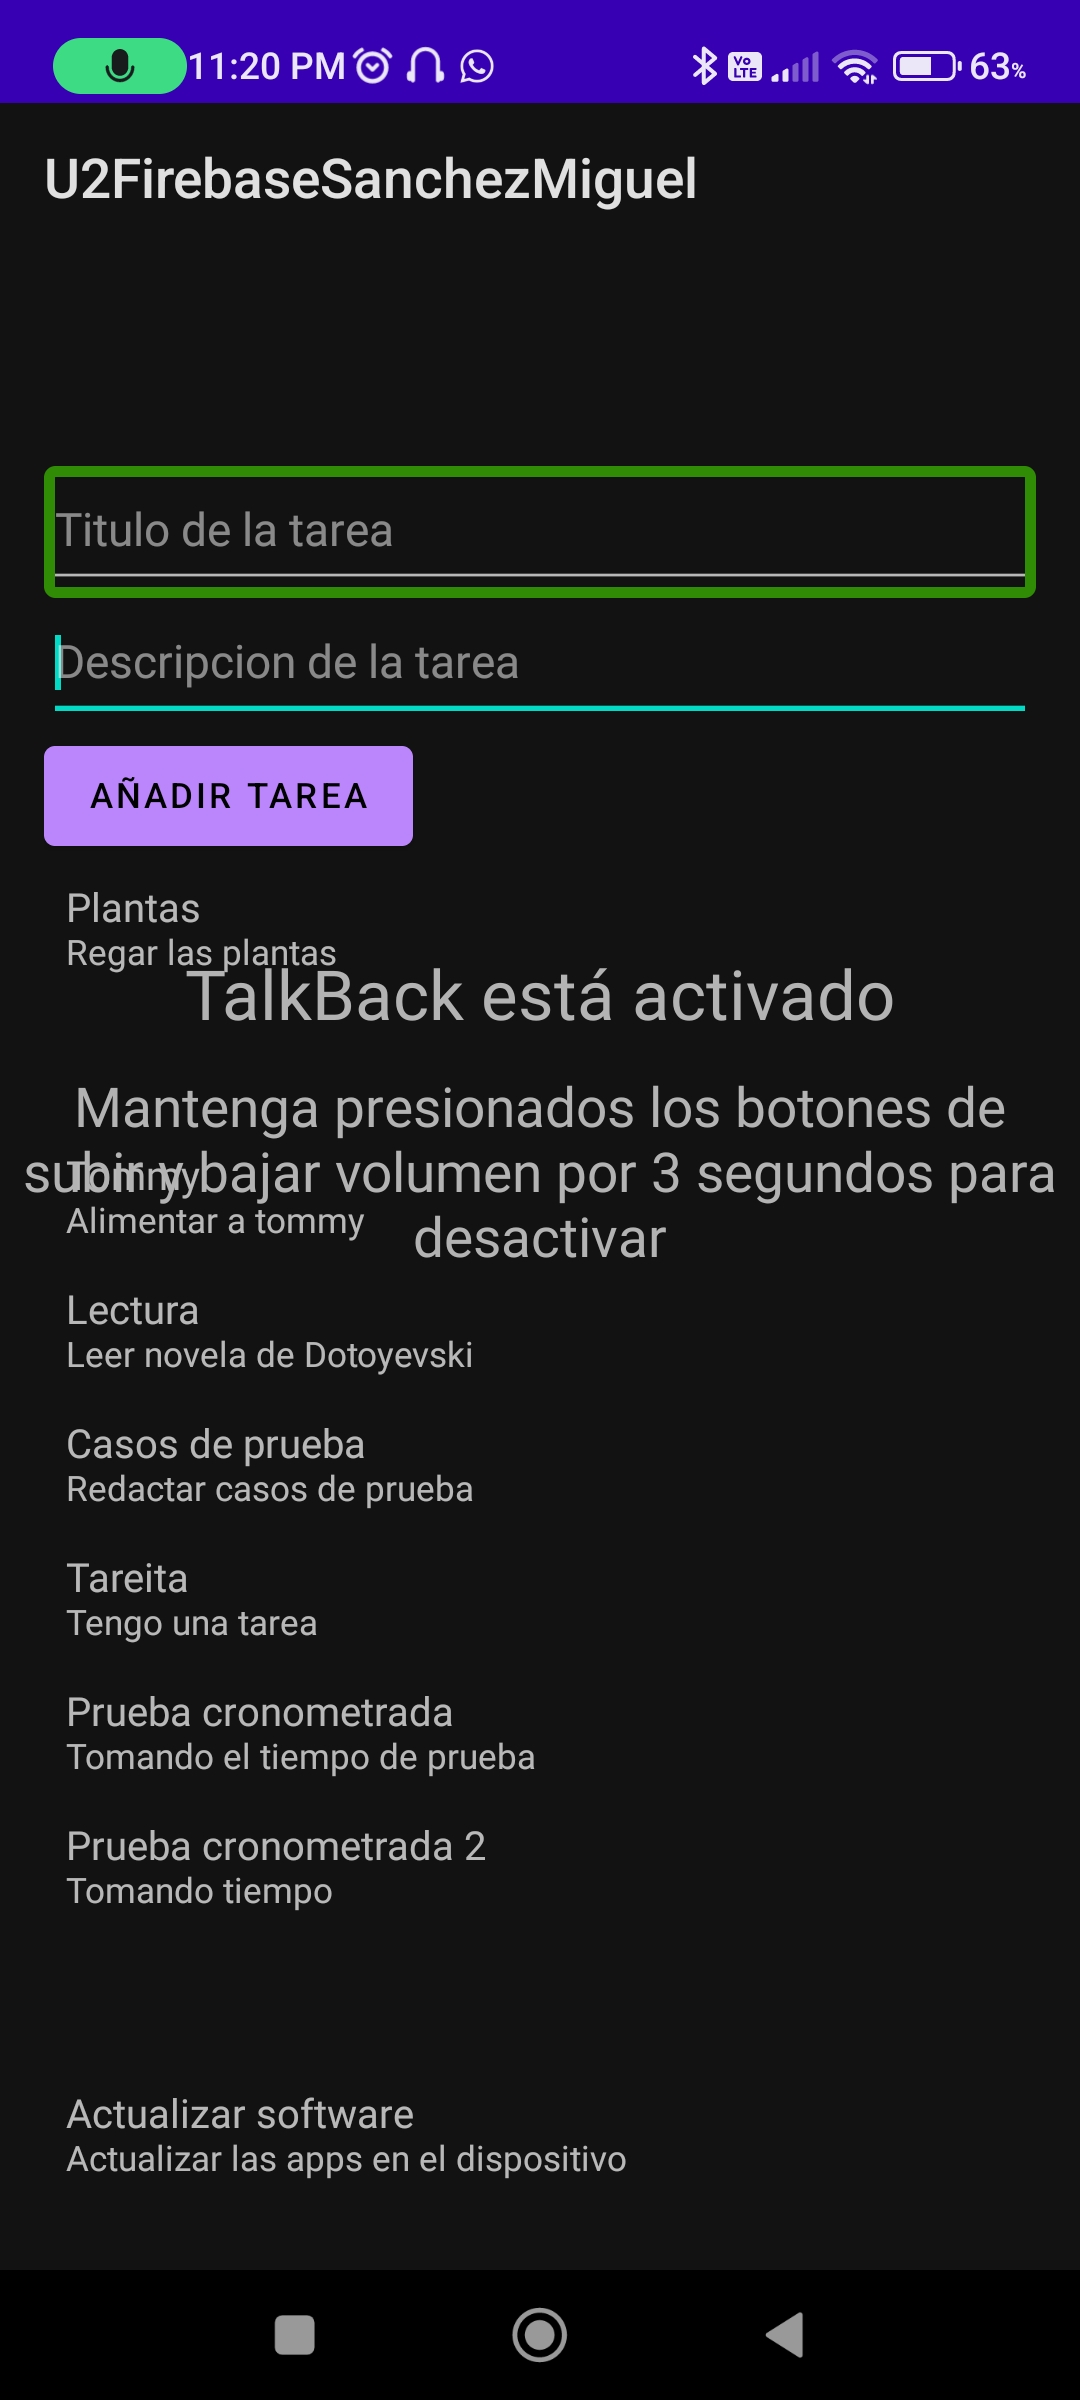 11:20 PM
Vo LTE
63%
U2FirebaseSanchezMiguel
Titulo de la tarea
Descripcion de la tarea
AÑADIR TAREA
Plantas
Regar las plantas
TalkBack está activado
Mantenga presionados los botones de
subir y bajar volumen por 3 segundos para
desactivar
Tommy
Alimentar a tommy
Lectura
Leer novela de Dotoyevski
Casos de prueba
Redactar casos de prueba
Tareita
Tengo una tarea
Prueba cronometrada
Tomando el tiempo de prueba
Prueba cronometrada 2
Tomando tiempo
Actualizar software
Actualizar las apps en el dispositivo